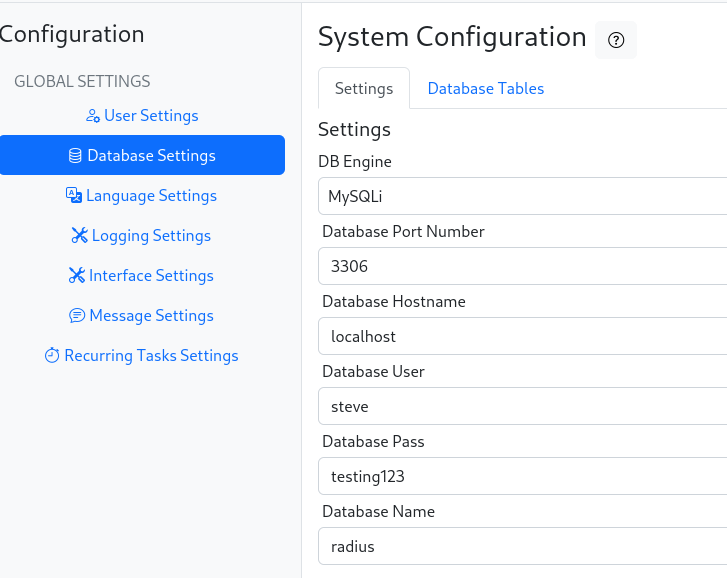 Configuration
GLOBAL SETTINGS
User Settings
Database Settings
Language Settings
Logging Settings
Interface Settings
Message Settings
Recurring Tasks Settings
System Configuration
Settings
Database Tables
Settings
DB Engine
MySQLi
Database Port Number
3306
Database Hostname
localhost
Database User
steve
Database Pass
testing123
Database Name
radius